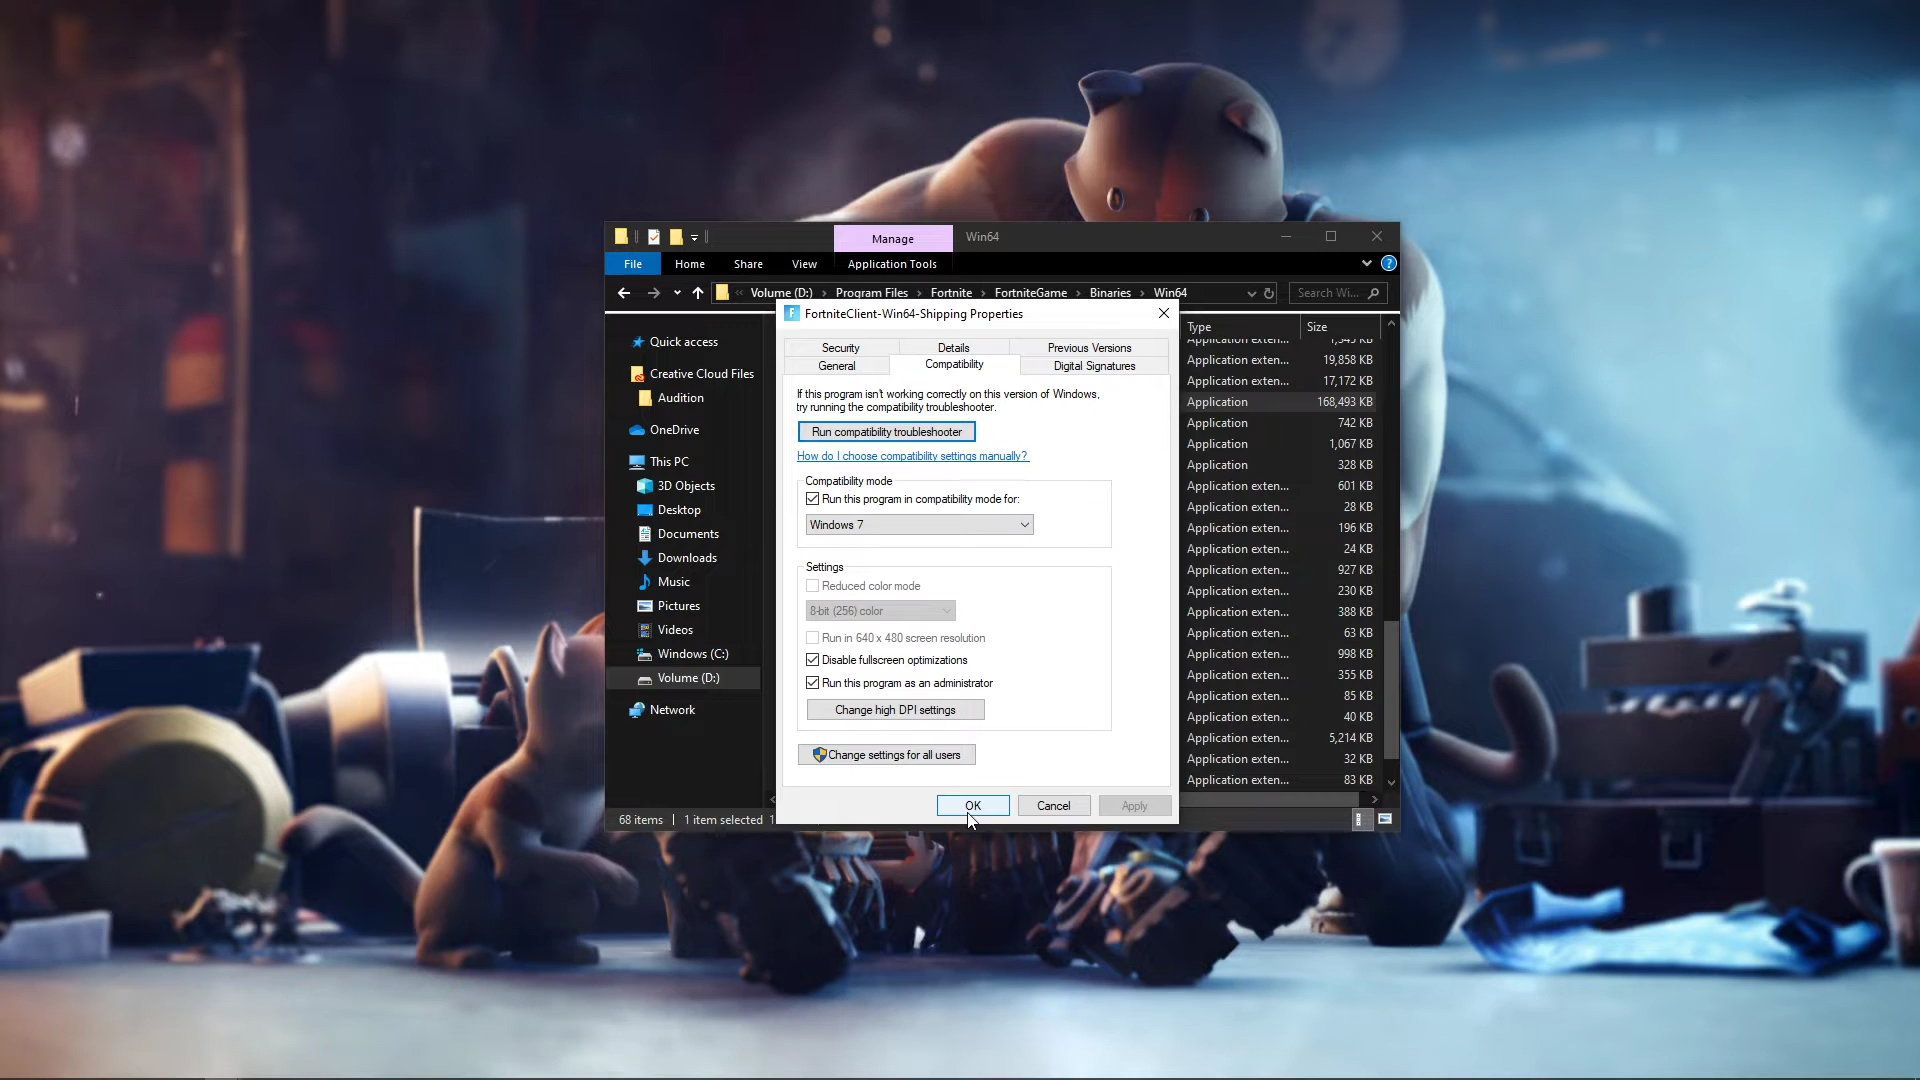 Manage
Win64
File
Home
Share
View
Application Tools
Volume (D:)
Program Files
Fortnite
FortniteGame
Binaries
Win64
Search Wi...
FortniteClient-Win64-Shipping Properties
Quick access
Creative Cloud Files
Audition
OneDrive
This PC
3D Objects
Desktop
Documents
Downloads
Music
Pictures
Videos
Windows (C:)
Volume (D:)
Network
Security
Details
Previous Versions
General
Compatibility
Digital Signatures
If this program isn't working correctly on this version of Windows,
try running the compatibility troubleshooter.
Run compatibility troubleshooter
How do I choose compatibility settings manually?
Compatibility mode
Run this program in compatibility mode for:
Windows 7
Settings
Reduced color mode
8-bit (256) color
Run in 640 x 480 screen resolution
Disable fullscreen optimizations
Run this program as an administrator
Change high DPI settings
Change settings for all users
OK
Cancel
Apply
Type Size
Application exten... 19,858 KB
Application exten... 17,172 KB
Application 168,493 KB
Application 742 KB
Application 1,067 KB
Application 328 KB
Application exten... 601 KB
Application exten... 28 KB
Application exten... 196 KB
Application exten... 24 KB
Application exten... 927 KB
Application exten... 230 KB
Application exten... 388 KB
Application exten... 63 KB
Application exten... 998 KB
Application exten... 355 KB
Application exten... 85 KB
Application exten... 40 KB
Application exten... 5,214 KB
Application exten... 32 KB
Application exten... 83 KB
68 items
1 item selected